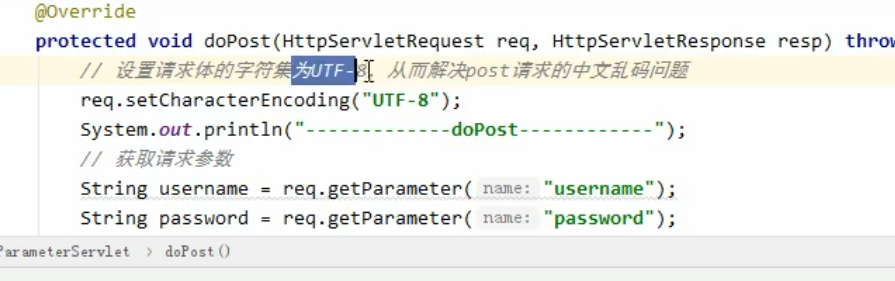 @Override
protected void doPost(HttpServletRequest req, HttpServletResponse resp) throw
// 设置请求体的字符集为UTF-8, 从而解决post请求的中文乱码问题
req.setCharacterEncoding("UTF-8");
System.out.println("-------------doPost------------");
// 获取请求参数
String username = req.getParameter( name: "username");
String password = req.getParameter( name: "password");
ParameterServlet › doPost()